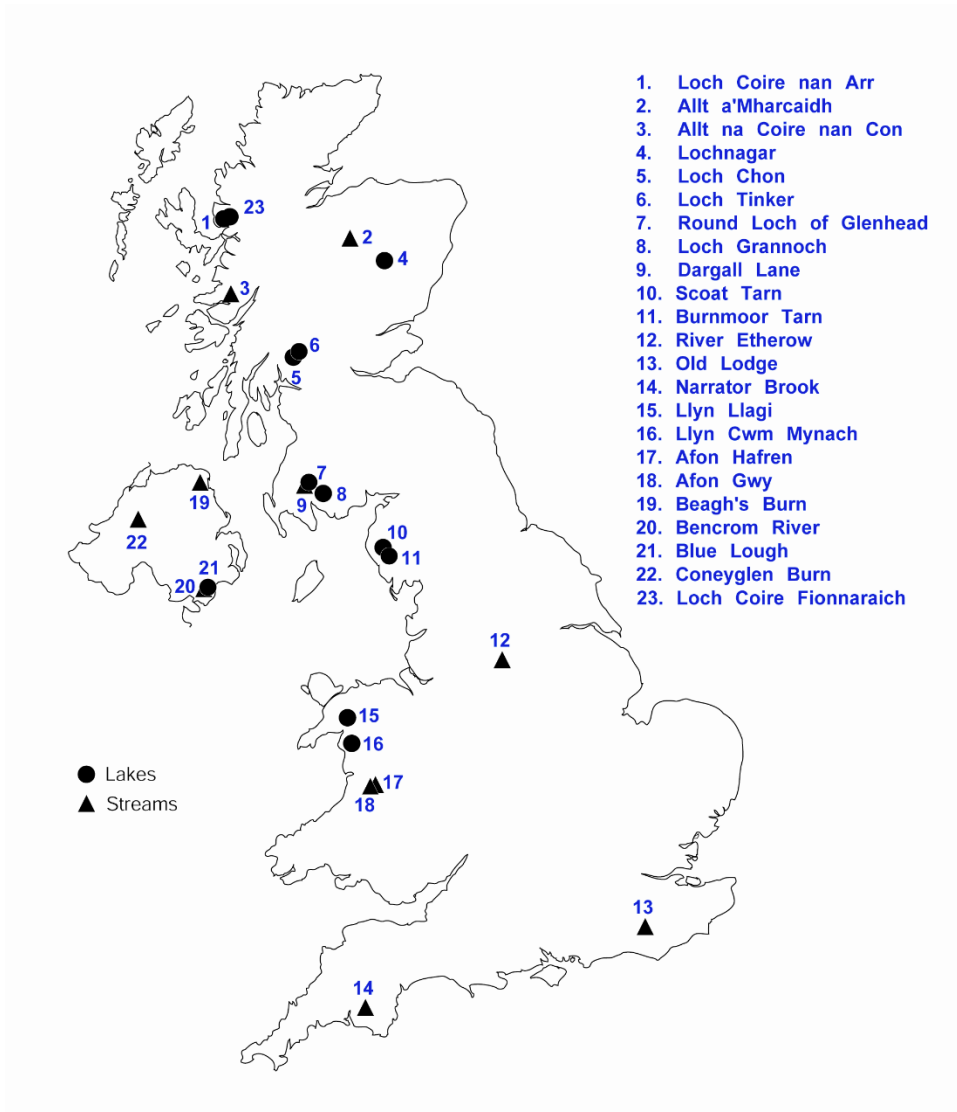 1. Loch Coire nan Arr
2. Allt a'Mharcaidh
3. Allt na Coire nan Con
4. Lochnagar
5. Loch Chon
6. Loch Tinker
7. Round Loch of Glenhead
8. Loch Grannoch
9. Dargall Lane
10. Scoat Tarn
11. Burnmoor Tarn
12. River Etherow
13. Old Lodge
14. Narrator Brook
15. Llyn Llagi
16. Llyn Cwm Mynach
17. Afon Hafren
18. Afon Gwy
19. Beagh's Burn
20. Bencrom River
21. Blue Lough
22. Coneyglen Burn
23. Loch Coire Fionnaraich
1 23
2
4
3
6
5
7
8
9
19
22
10
11
21
20
12
15
16
17
18
Lakes
Streams
13
14